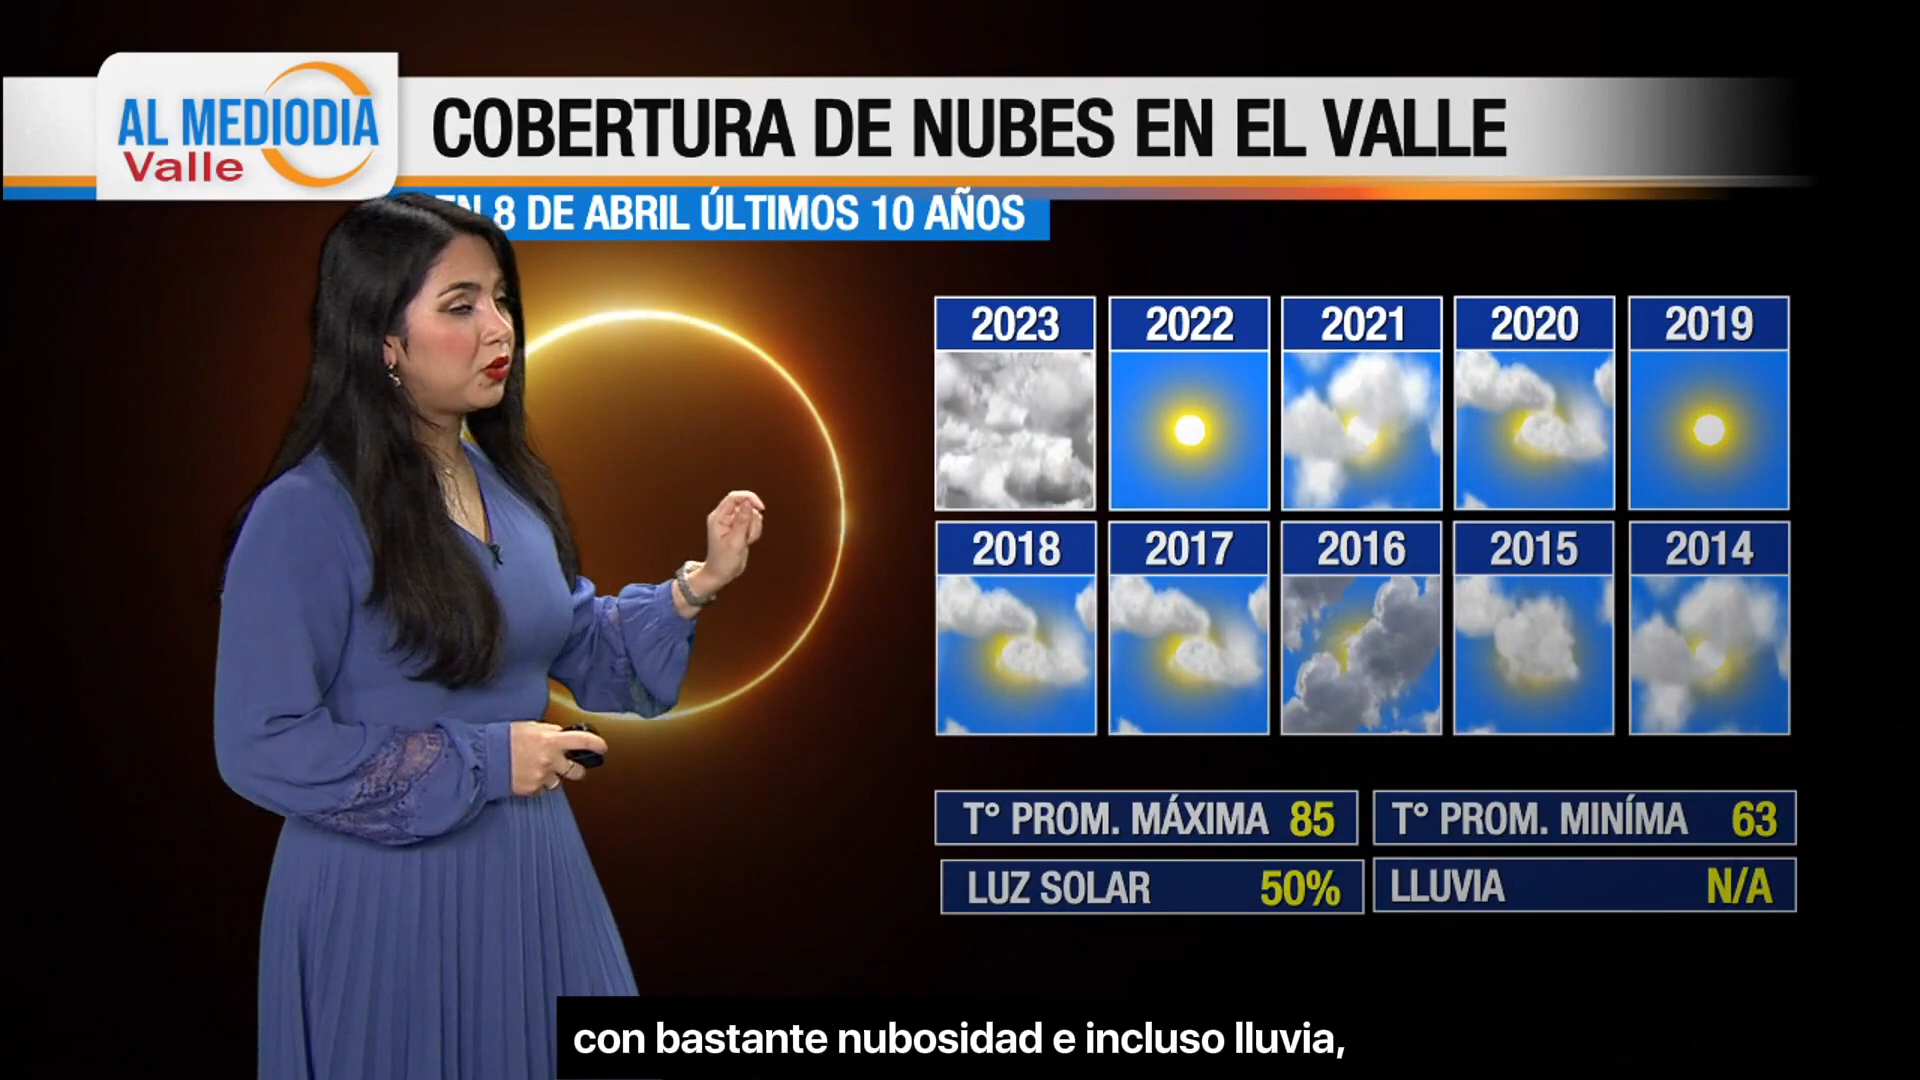 AL MEDIODÍA
Valle
COBERTURA DE NUBES EN EL VALLE
EN 8 DE ABRIL ÚLTIMOS 10 AÑOS
2023
2022
2021
2020
2019
2018
2017
2016
2015
2014
T° PROM. MÁXIMA 85
T° PROM. MINÍMA 63
LUZ SOLAR 50%
LLUVIA N/A
con bastante nubosidad e incluso lluvia,